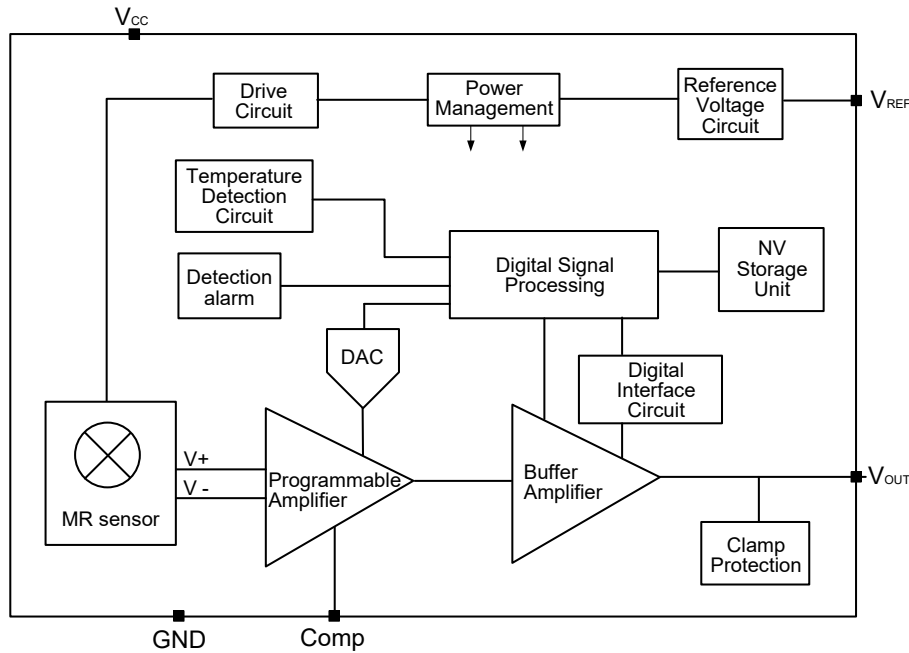 VCC
Drive
Circuit
Power
Management
Reference
Voltage
Circuit
VREF
Temperature
Detection
Circuit
Detection
alarm
Digital Signal
Processing
NV
Storage
Unit
DAC
Digital
Interface
Circuit
MR sensor
V+
V -
Programmable
Amplifier
Buffer
Amplifier
VOUT
Clamp
Protection
GND
Comp